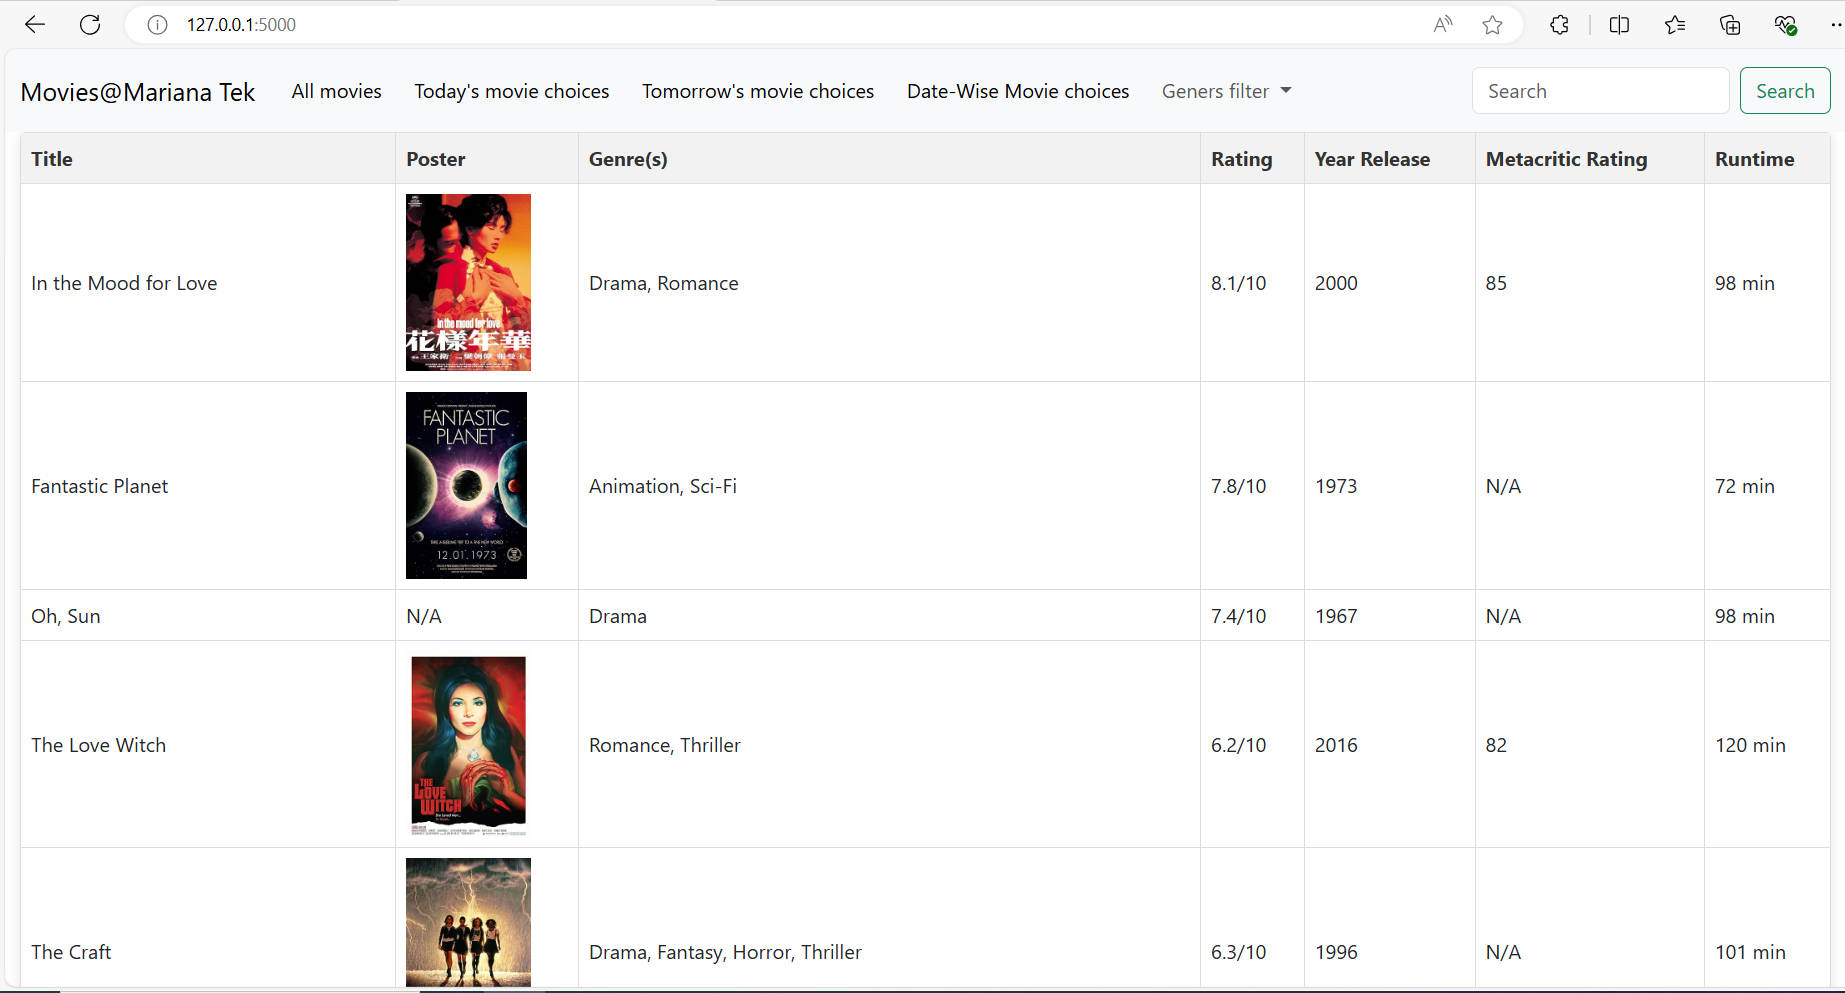 127.0.0.1:5000
Movies@Mariana Tek All movies Today's movie choices Tomorrow's movie choices Date-Wise Movie choices Geners filter Search Search
Title Poster Genre(s) Rating Year Release Metacritic Rating Runtime
In the mood for love
花樣年華
In the Mood for Love Drama, Romance 8.1/10 2000 85 98 min
FANTASTIC
PLANET
Fantastic Planet Animation, Sci-Fi 7.8/10 1973 N/A 72 min
12.01.1973
Oh, Sun N/A Drama 7.4/10 1967 N/A 98 min
The Love Witch Romance, Thriller 6.2/10 2016 82 120 min
THE
LOVE
WITCH
The Craft Drama, Fantasy, Horror, Thriller 6.3/10 1996 N/A 101 min